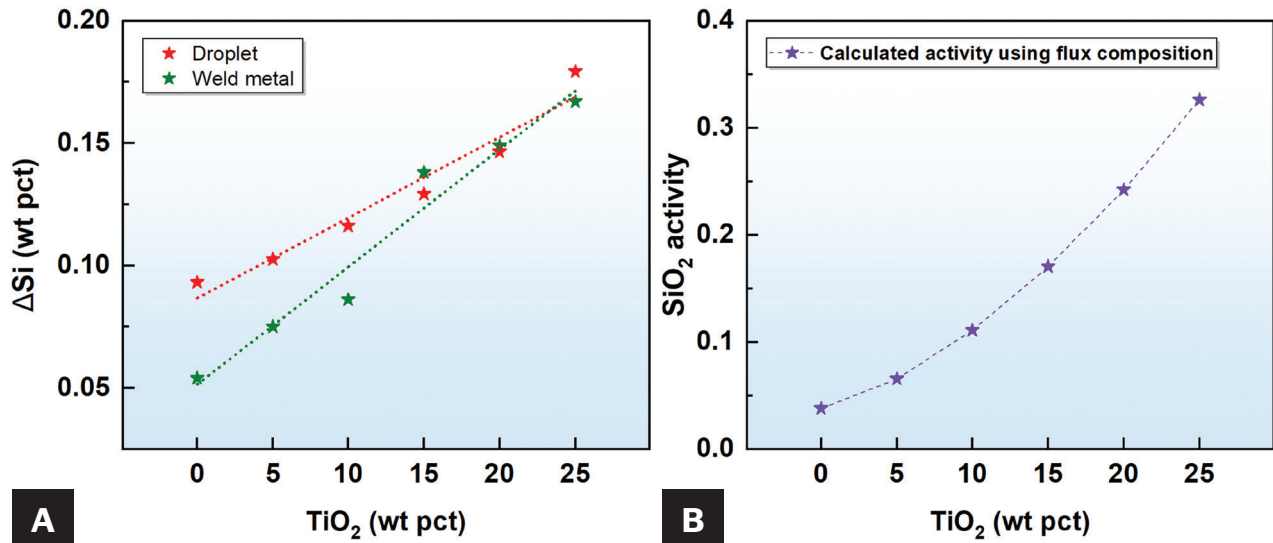 0.20
0.15
0.10
0.05
ΔSi (wt pct)
Droplet
Weld metal
0 5 10 15 20 25
TiO₂ (wt pct)
A
0.4
0.3
0.2
0.1
0.0
SiO₂ activity
Calculated activity using flux composition
0 5 10 15 20 25
TiO₂ (wt pct)
B